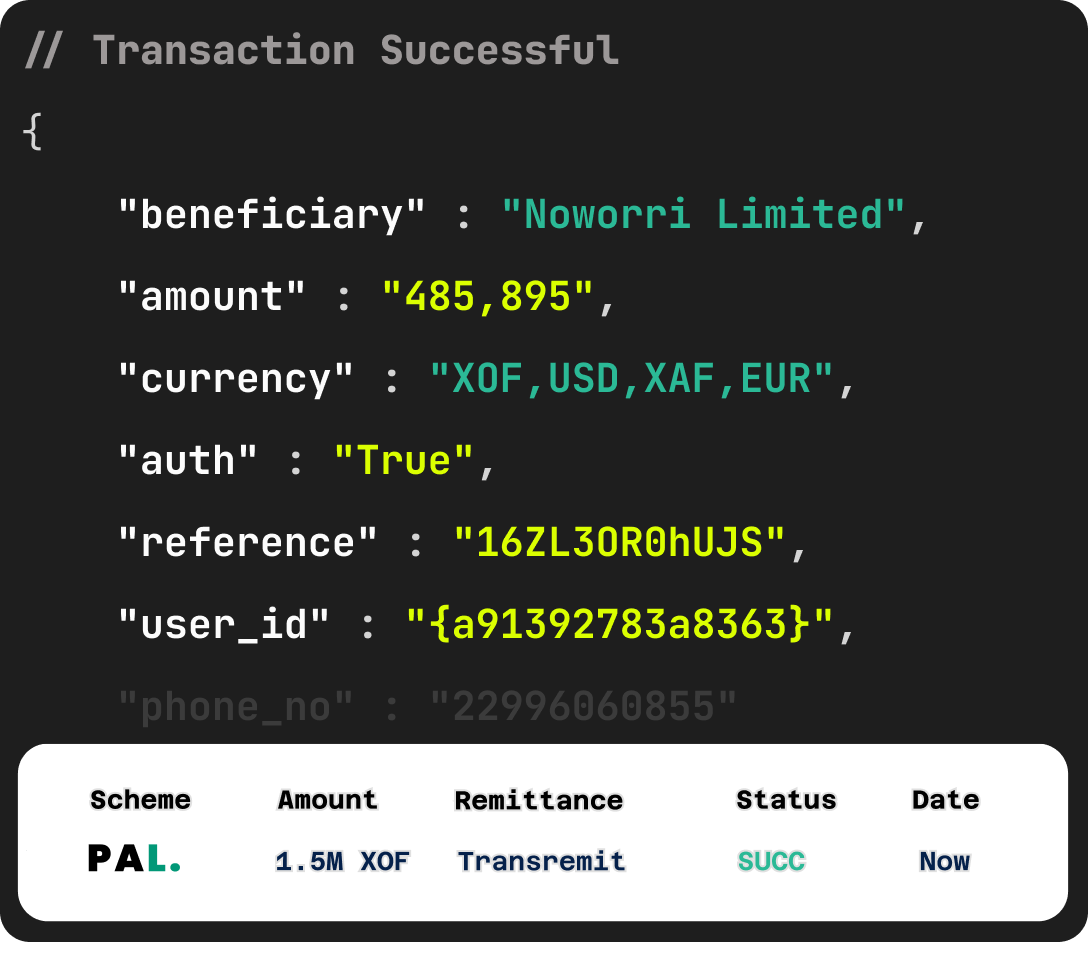 // Transaction Successful
{
"beneficiary" : "Noworri Limited",
"amount" : "485,895",
"currency" : "XOF,USD,XAF,EUR",
"auth" : "True",
"reference" : "16ZL3OR0hUJS",
"user_id" : "{a91392783a8363}",
"phone_no" : "22996060855"
Scheme Amount Remittance Status Date
PAL. 1.5M XOF Transremit SUCC Now